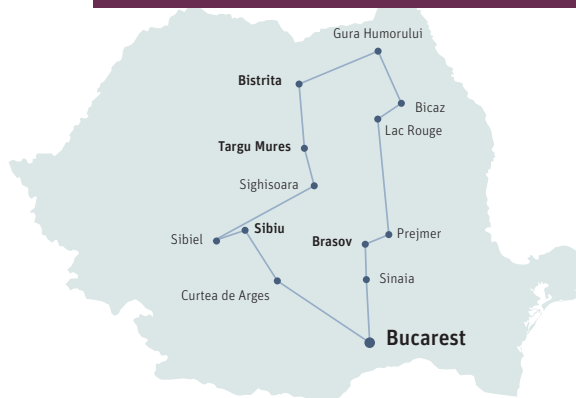 Gura Humorului
Bistrita
Bicaz
Lac Rouge
Targu Mures
Sighisoara
Sibiu
Prejmer
Sibiel
Brasov
Sinaia
Curtea de Arges
Bucarest